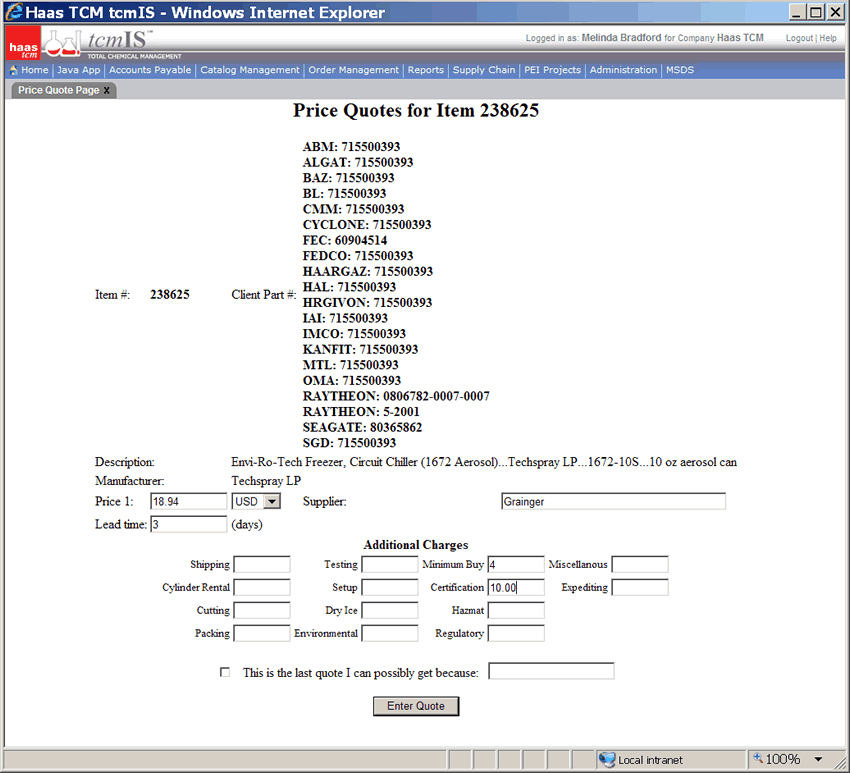 Haas TCM tcmIS - Windows Internet Explorer
haas tcm
tcmIS™
TOTAL CHEMICAL MANAGEMENT
Logged in as: Melinda Bradford for Company Haas TCM
Logout | Help
Home | Java App | Accounts Payable | Catalog Management | Order Management | Reports | Supply Chain | PEI Projects | Administration | MSDS
Price Quote Page x
Price Quotes for Item 238625
Item #: 238625 Client Part #:
ABM: 715500393
ALGAT: 715500393
BAZ: 715500393
BL: 715500393
CMM: 715500393
CYCLONE: 715500393
FEC: 60904514
FEDCO: 715500393
HAARGAZ: 715500393
HAL: 715500393
HRGIVON: 715500393
IAI: 715500393
IMCO: 715500393
KANFIT: 715500393
MTL: 715500393
OMA: 715500393
RAYTHEON: 0806782-0007-0007
RAYTHEON: 5-2001
SEAGATE: 80365862
SGD: 715500393
Description: Envi-Ro-Tech Freezer, Circuit Chiller (1672 Aerosol)...Techspray LP...1672-10S...10 oz aerosol can
Manufacturer: Techspray LP
Price 1: 18.94 USD Supplier: Grainger
Lead time: 3 (days)
Additional Charges
Shipping Testing Minimum Buy 4 Miscellanous
Cylinder Rental Setup Certification 10.00 Expediting
Cutting Dry Ice Hazmat
Packing Environmental Regulatory
This is the last quote I can possibly get because:
Enter Quote
Local intranet 100%